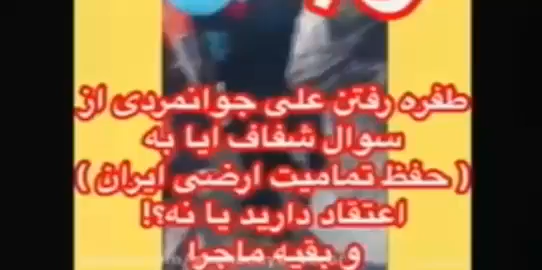 طفره رفتن علی جوانمردی از
سوال شفاف ایا به
( حفظ تمامیت ارضی ایران )
اعتقاد دارید یا نه؟!
و بقیه ماجرا